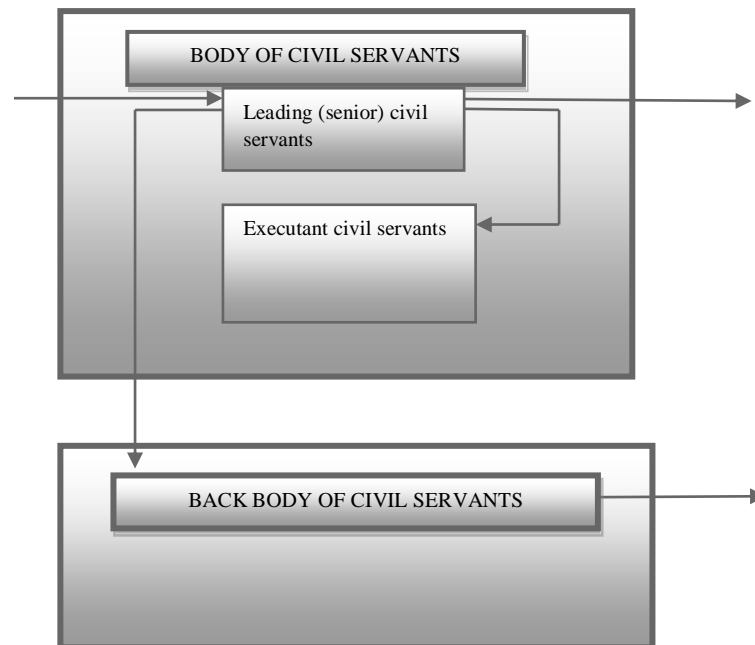 BODY OF CIVIL SERVANTS
Leading (senior) civil
servants
Executant civil servants
BACK BODY OF CIVIL SERVANTS